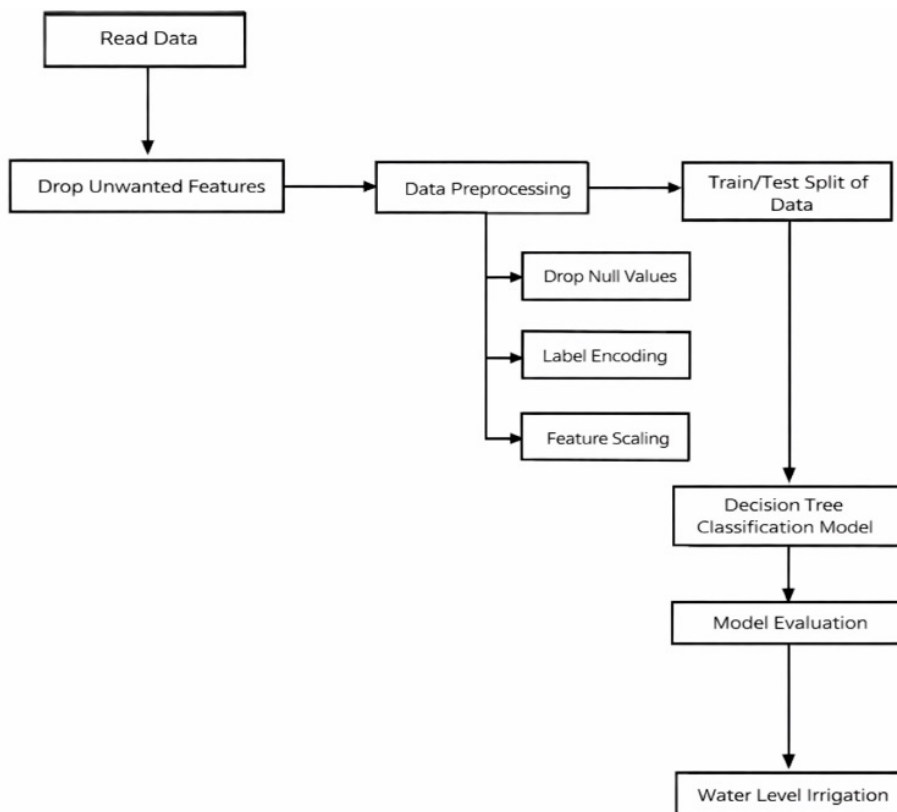 Read Data
Drop Unwanted Features
Data Preprocessing
Train/Test Split of
Data
Drop Null Values
Label Encoding
Feature Scaling
Decision Tree
Classification Model
Model Evaluation
Water Level Irrigation